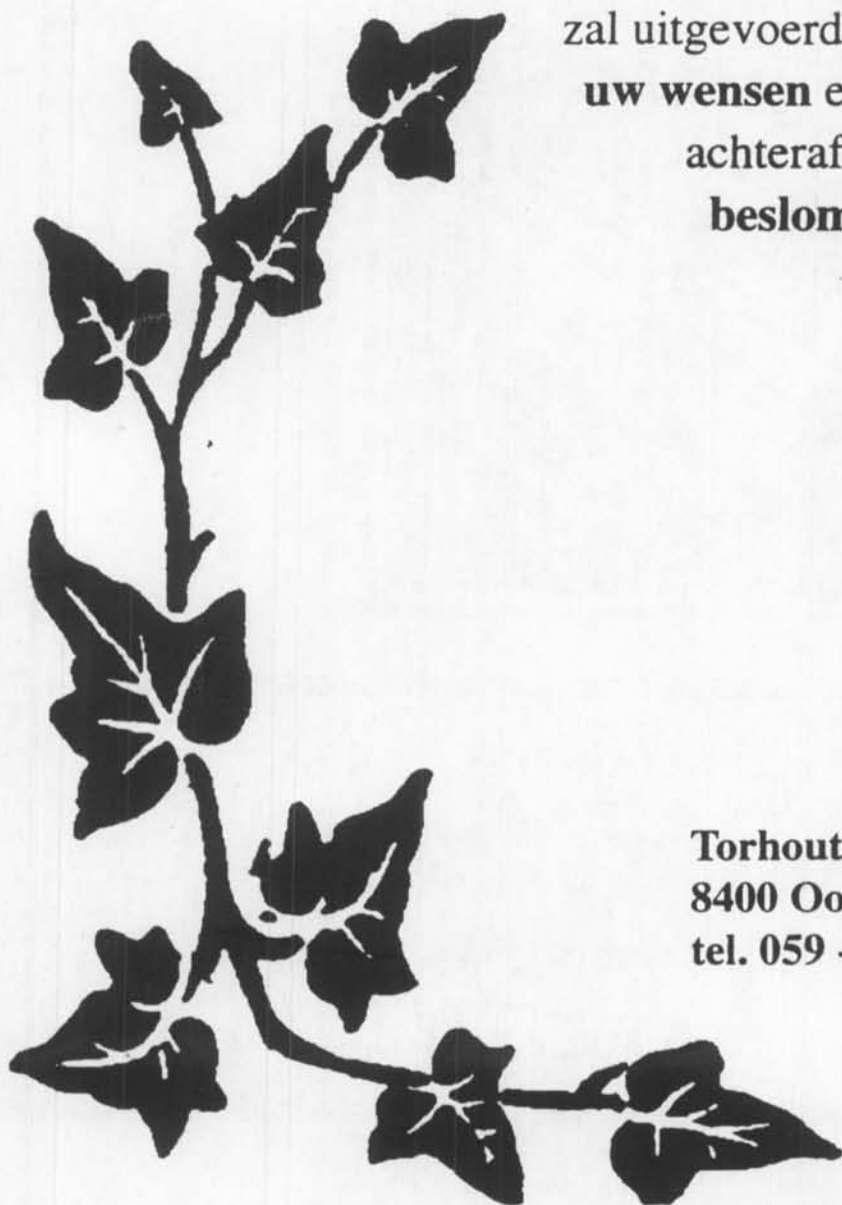 zal uitgevoerd
uw wensen e
achteraf
beslom
Torhout
8400 Oo
tel. 059 -